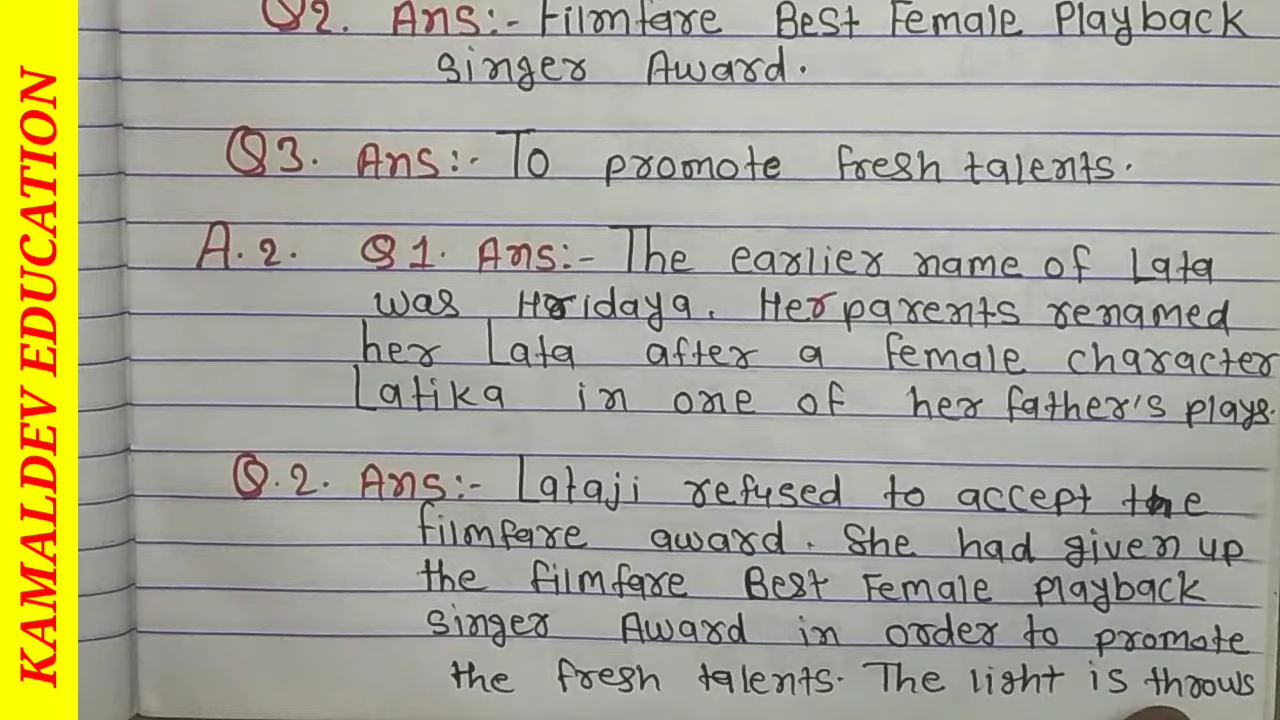 KAMALDEV EDUCATION
Q2. Ans:- Filmfare Best Female Playback
singer Award.
Q3. Ans:- To promote fresh talents.
A.2. Q1. Ans:- The earlier name of Lata
was Hridaya. Her parents renamed
her Lata after a female character
Latika in one of her father's plays.
Q.2. Ans:- Lataji refused to accept the
filmfare award. She had given up
the filmfare Best Female playback
singer Award in order to promote
the fresh talents. The light is throws